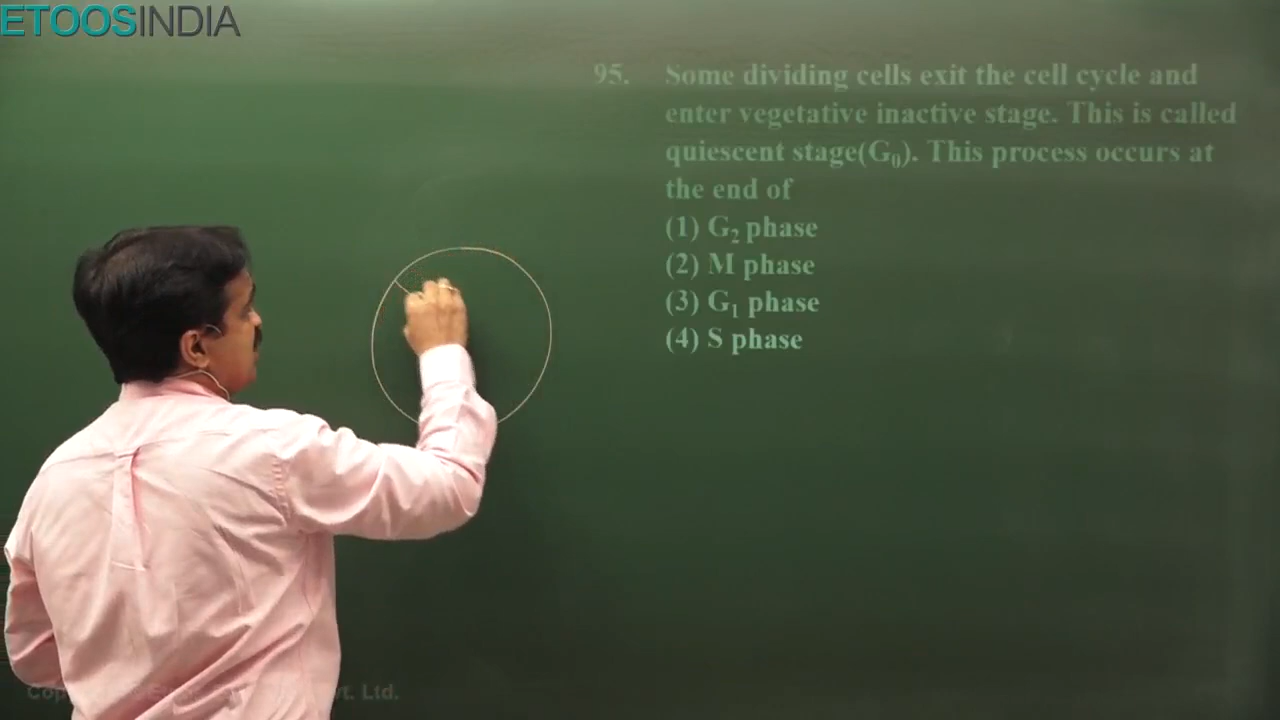 ETOOSINDIA
95. Some dividing cells exit the cell cycle and
enter vegetative inactive stage. This is called
quiescent stage(G₀). This process occurs at
the end of
(1) G₂ phase
(2) M phase
(3) G₁ phase
(4) S phase
Ltd.